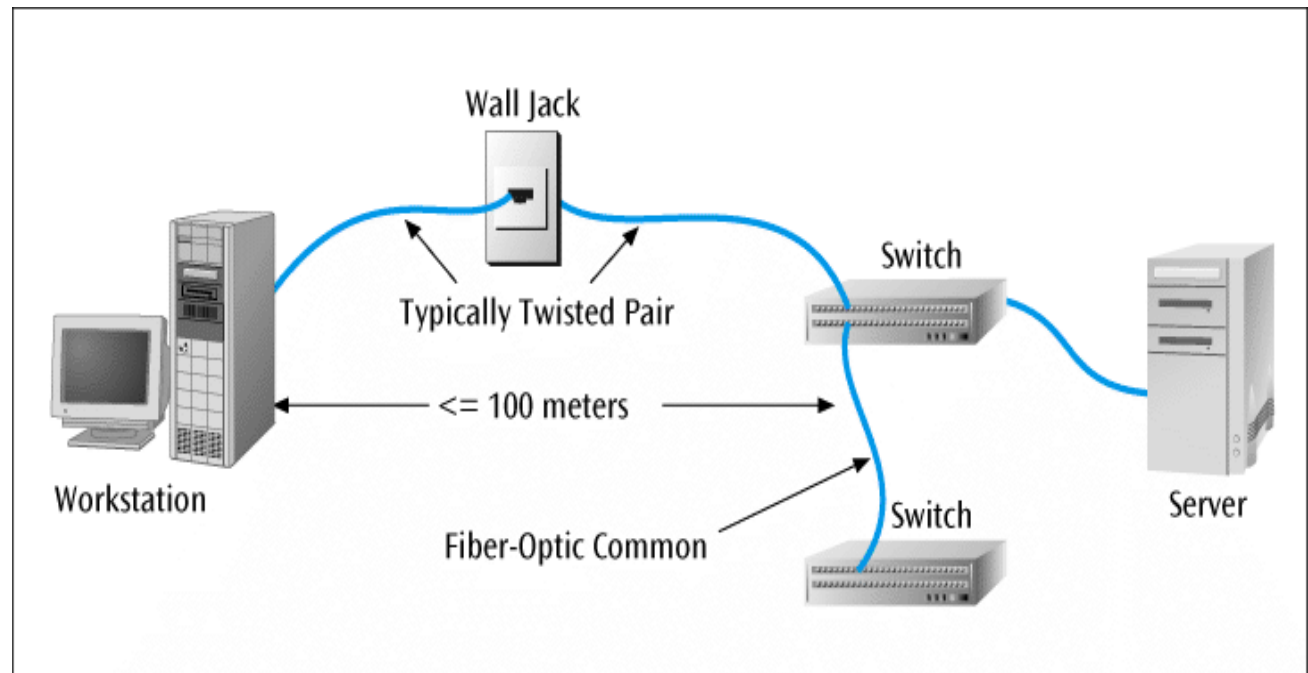 Wall Jack
Switch
Typically Twisted Pair
<= 100 meters
Workstation
Server
Switch
Fiber-Optic Common